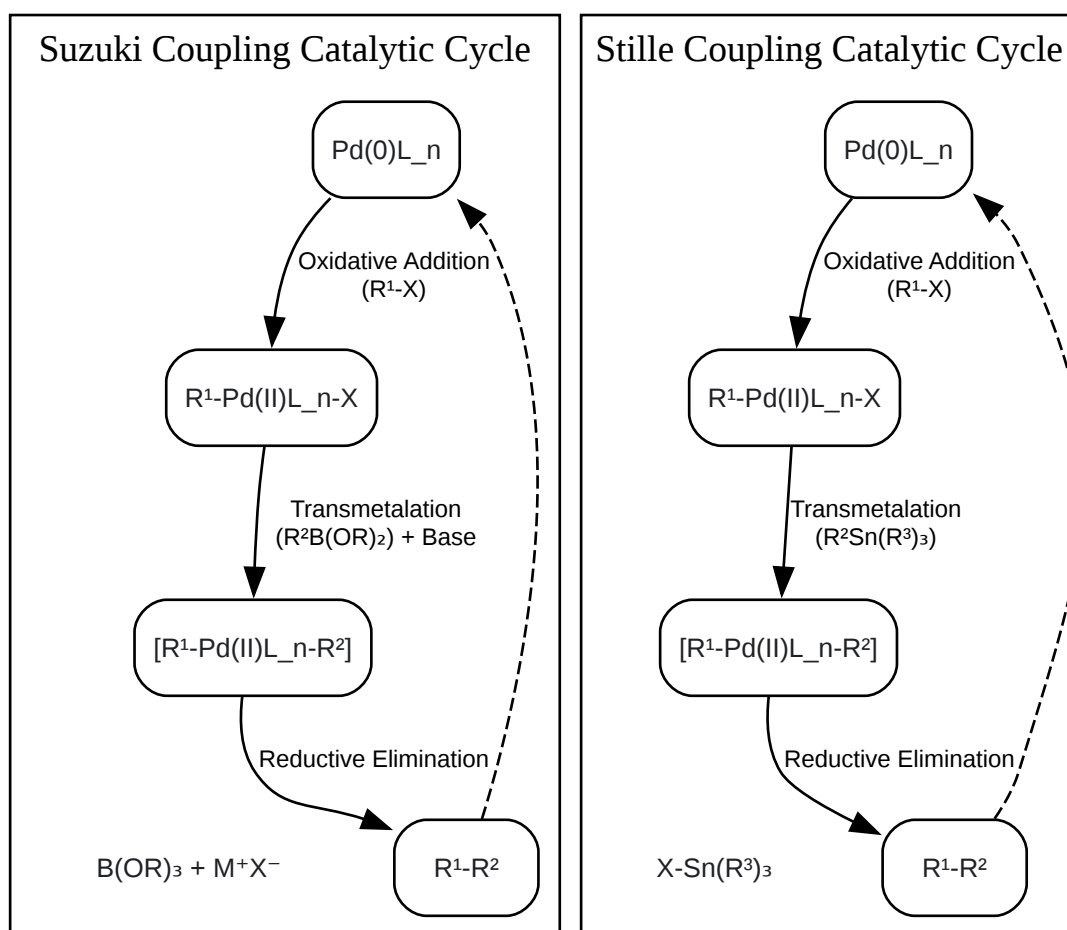 Suzuki Coupling Catalytic Cycle
Pd(0)L_n
Oxidative Addition
(R¹-X)
R¹-Pd(II)L_n-X
Transmetalation
(R²B(OR)₂) + Base
[R¹-Pd(II)L_n-R²]
Reductive Elimination
B(OR)₃ + M⁺X⁻
R¹-R²
Stille Coupling Catalytic Cycle
Pd(0)L_n
Oxidative Addition
(R¹-X)
R¹-Pd(II)L_n-X
Transmetalation
(R²Sn(R³)₃)
[R¹-Pd(II)L_n-R²]
Reductive Elimination
X-Sn(R³)₃
R¹-R²